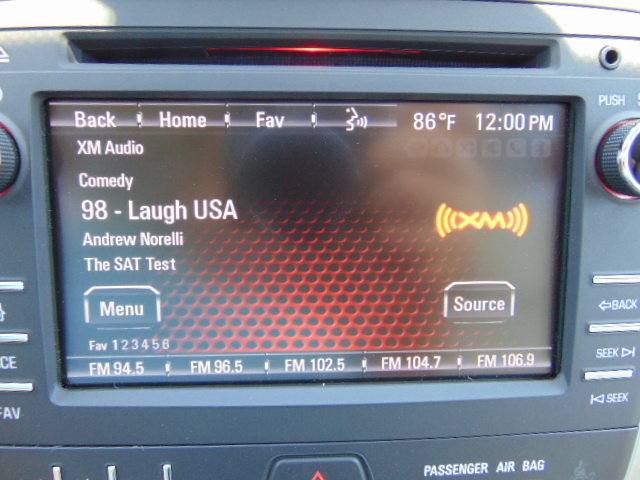 Back Home Fav 86°F 12:00 PM
PUSH
XM Audio
Comedy
98 - Laugh USA
XM
Andrew Norelli
The SAT Test
Menu Source
BACK
Fav 1 2 3 4 5 6
SEEK
FM 94.5 FM 96.5 FM 102.5 FM 104.7 FM 106.9
SEEK
FAV
PASSENGER AIR BAG